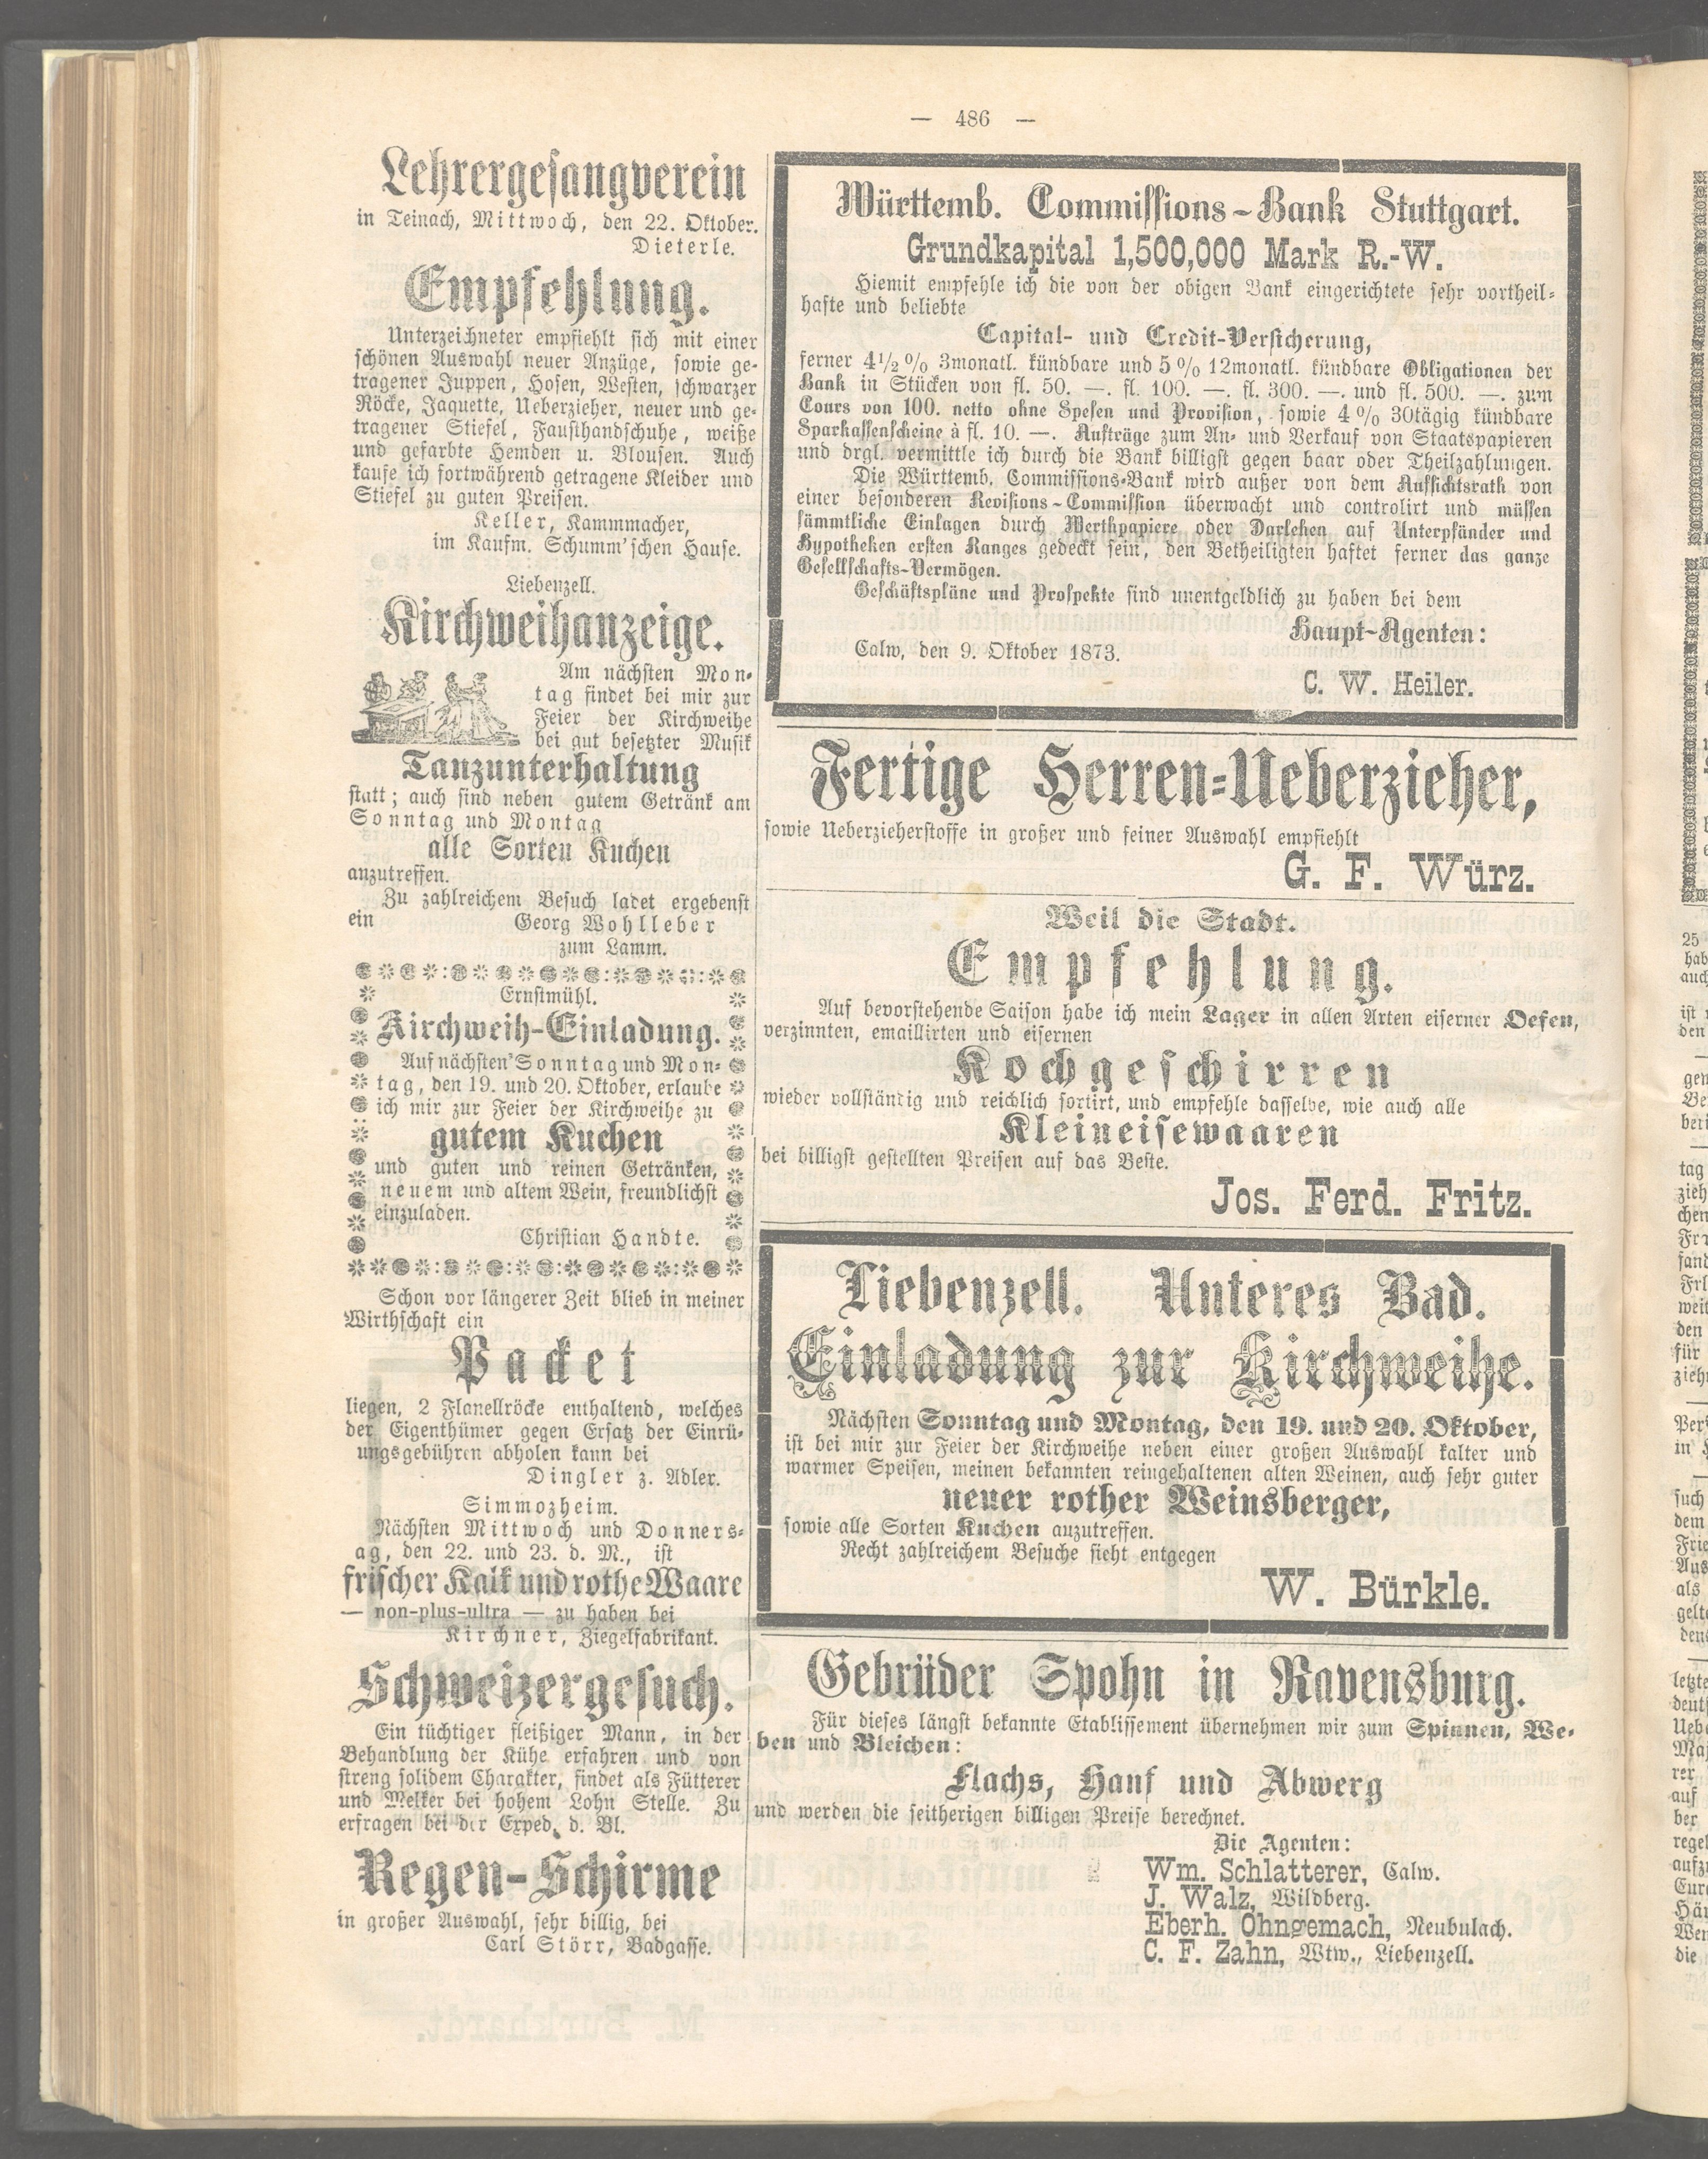 — 486 —
Lehrergesangverein
in Teinach, Mittwoch, den 22. Oktober.
Dieterle.
Empfehlung.
Unterzeichneter empfiehlt sich mit einer
schönen Auswahl neuer Anzüge, sowie ge-
tragener Juppen, Hosen, Westen, schwarzer
Röcke, Jaquette, Ueberzieher, neuer und ge-
tragener Stiefel, Fausthandschuhe, weiße
und gefarbte Hemden u. Blousen. Auch
kaufe ich fortwährend getragene Kleider und
Stiefel zu guten Preisen.
Keller, Kammmacher,
im Kaufm. Schumm'schen Hause.
Liebenzell.
Kirchweihanzeige.
Am nächsten Mon-
tag findet bei mir zur
Feier der Kirchweihe
bei gut besetzter Musik
Tanzunterhaltung
statt; auch sind neben gutem Getränk am
Sonntag und Montag
alle Sorten Kuchen
anzutreffen.
Zu zahlreichem Besuch ladet ergebenst
ein Georg Wohlleber
zum Lamm.
Ernstmühl.
Kirchweih-Einladung.
Auf nächsten Sonntag und Mon-
tag, den 19. und 20. Oktober, erlaube
ich mir zur Feier der Kirchweihe zu
gutem Kuchen
und guten und reinen Getränken,
neuem und altem Wein, freundlichst
einzuladen.
Christian Handte.
Schon vor längerer Zeit blieb in meiner
Wirthschaft ein
Packet
liegen, 2 Flanellröcke enthaltend, welches
der Eigenthümer gegen Ersatz der Einrü-
ungsgebühren abholen kann bei
Dingler z. Adler.
Simmozheim.
Nächsten Mittwoch und Donners-
ag, den 22. und 23. d. M., ist
frischer Kalk und rothe Waare
— non-plus-ultra — zu haben bei
Kirchner, Ziegelfabrikant.
Schweizergesuch.
Ein tüchtiger fleißiger Mann, in der
Behandlung der Kühe erfahren und von
streng solidem Charakter, findet als Fütterer
und Melker bei hohem Lohn Stelle. Zu
erfragen bei der Exped. d. Bl.
Regen-Schirme
in großer Auswahl, sehr billig, bei
Carl Störr, Badgasse.
Württemb. Commissions-Bank Stuttgart.
Grundkapital 1,500,000 Mark R.-W.
Hiemit empfehle ich die von der obigen Bank eingerichtete sehr vortheil-
hafte und beliebte
Capital- und Credit-Versicherung,
ferner 4½ % 3monatl. kündbare und 5 % 12monatl. kündbare Obligationen der
Bank in Stücken von fl. 50. —. fl. 100. —. fl. 300. —. und fl. 500. —. zum
Cours von 100. netto ohne Spesen und Provision, sowie 4 % 30tägig kündbare
Sparkassenscheine à fl. 10. —. Aufträge zum An- und Verkauf von Staatspapieren
und drgl. vermittle ich durch die Bank billigst gegen baar oder Theilzahlungen.
Die Württemb. Commissions-Bank wird außer von dem Aufsichtsrath von
einer besonderen Revisions-Commission überwacht und controlirt und müssen
sämmtliche Einlagen durch Werthpapiere oder Darlehen auf Unterpfänder und
Hypotheken ersten Ranges gedeckt sein, den Betheiligten haftet ferner das ganze
Gesellschafts-Vermögen.
Geschäftspläne und Prospekte sind unentgeldlich zu haben bei dem
Haupt-Agenten:
Calw, den 9. Oktober 1873.
C. W. Heiler.
Fertige Herren-Ueberzieher,
sowie Ueberzieherstoffe in großer und feiner Auswahl empfiehlt
G. F. Würz.
Weil die Stadt.
Empfehlung.
Auf bevorstehende Saison habe ich mein Lager in allen Arten eiserner Oefen,
verzinnten, emaillirten und eisernen
Kochgeschirren
wieder vollständig und reichlich sortirt, und empfehle dasselbe, wie auch alle
Kleineisewaaren
bei billigst gestellten Preisen auf das Beste.
Jos. Ferd. Fritz.
Liebenzell. Unteres Bad.
Einladung zur Kirchweihe.
Nächsten Sonntag und Montag, den 19. und 20. Oktober,
ist bei mir zur Feier der Kirchweihe neben einer großen Auswahl kalter und
warmer Speisen, meinen bekannten reingehaltenen alten Weinen, auch sehr guter
neuer rother Weinsberger,
sowie alle Sorten Kuchen anzutreffen.
Recht zahlreichem Besuche sieht entgegen
W. Bürkle.
Gebrüder Spohn in Ravensburg.
Für dieses längst bekannte Etablissement übernehmen wir zum Spinnen, We-
ben und Bleichen:
Flachs, Hanf und Abwerg
und werden die seitherigen billigen Preise berechnet.
Die Agenten:
Wm. Schlatterer, Calw.
J. Walz, Wildberg.
Eberh. Ohngemach, Neubulach.
C. F. Zahn, Wtw., Liebenzell.